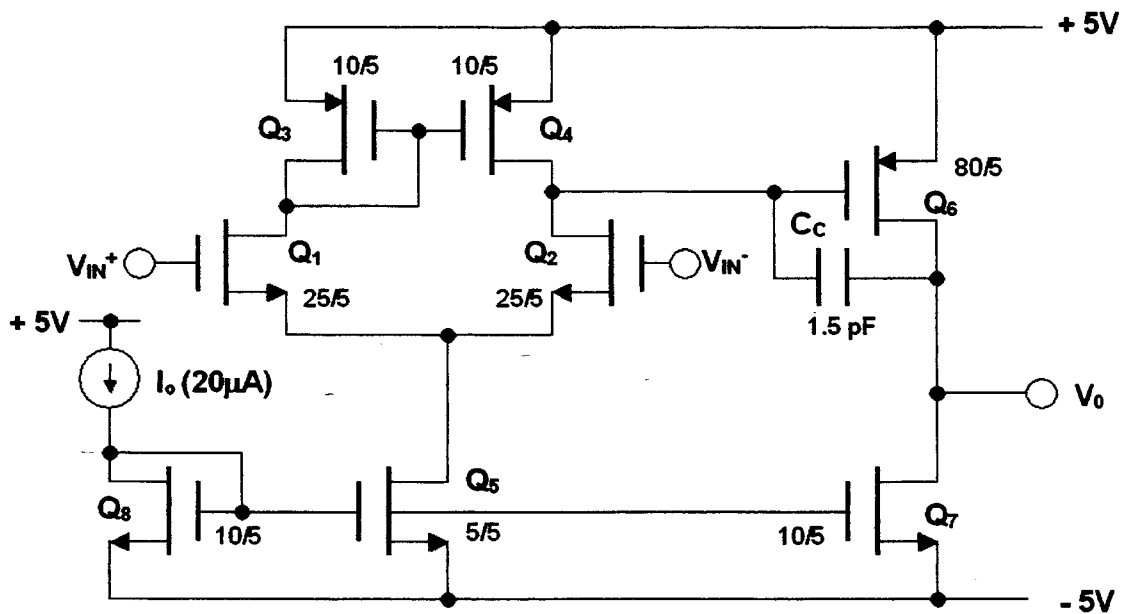 + 5V
10/5
10/5
Q3
Q4
80/5
Q6
CC
VIN+
Q1
Q2
VIN-
25/5
25/5
1.5 pF
+ 5V
Io (20μA)
V0
Q8
10/5
Q5
5/5
10/5
Q7
- 5V